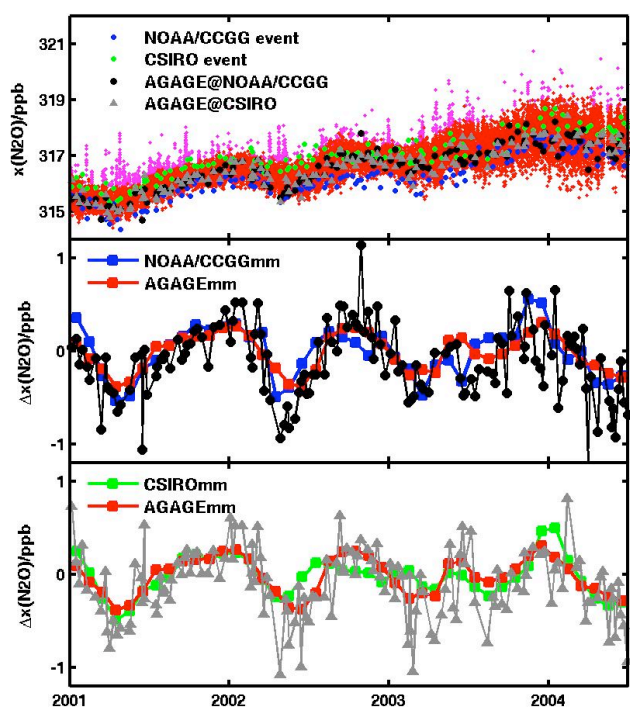 x(N2O)/ppb
321
319
317
315
NOAA/CCGG event
CSIRO event
AGAGE@NOAA/CCGG
AGAGE@CSIRO
Δx(N2O)/ppb
1
0
-1
NOAA/CCGGmm
AGAGEmm
Δx(N2O)/ppb
1
0
-1
CSIROmm
AGAGEmm
2001
2002
2003
2004